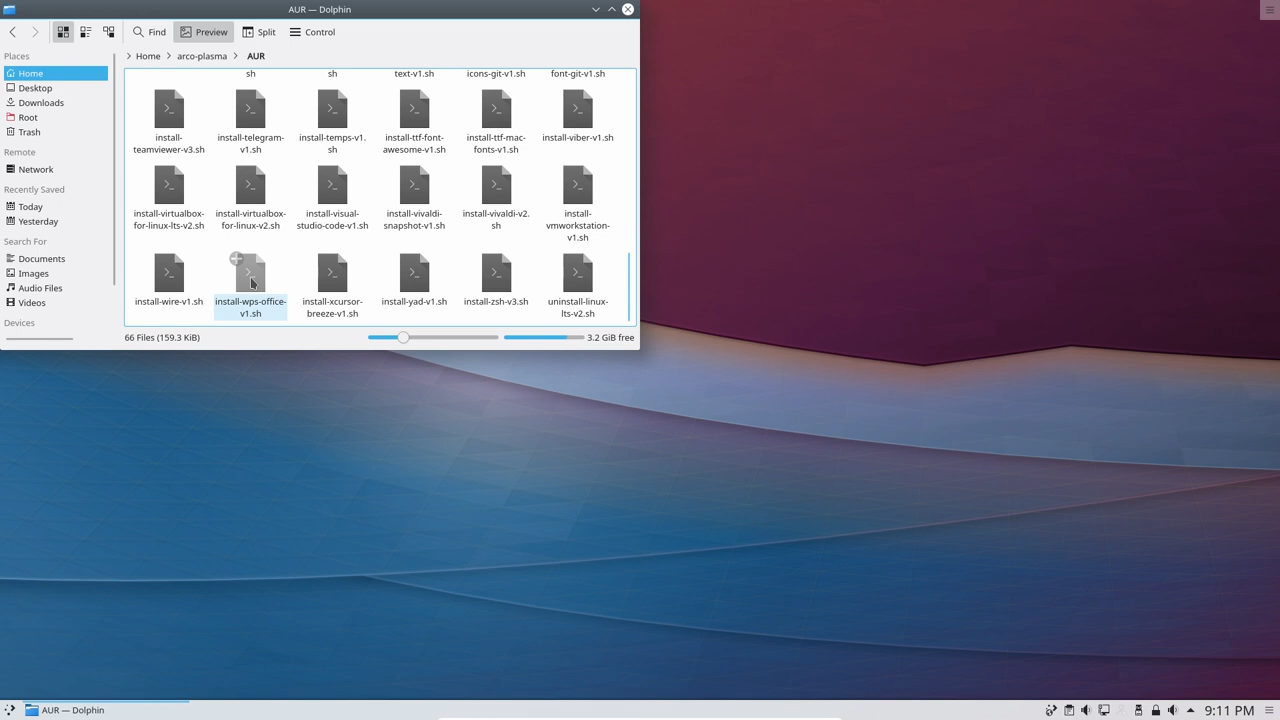 AUR — Dolphin
Find
Preview
Split
Control
Home
arco-plasma
AUR
Places
Home
Desktop
Downloads
Root
Trash
Remote
Network
Recently Saved
Today
Yesterday
Search For
Documents
Images
Audio Files
Videos
Devices
sh
sh
text-v1.sh
icons-git-v1.sh
font-git-v1.sh
install-
teamviewer-v3.sh
install-telegram-
v1.sh
install-temps-v1.
sh
install-ttf-font-
awesome-v1.sh
install-ttf-mac-
fonts-v1.sh
install-viber-v1.sh
install-virtualbox-
for-linux-lts-v2.sh
install-virtualbox-
for-linux-v2.sh
install-visual-
studio-code-v1.sh
install-vivaldi-
snapshot-v1.sh
install-vivaldi-v2.
sh
install-
vmworkstation-
v1.sh
install-wire-v1.sh
install-wps-office-
v1.sh
install-xcursor-
breeze-v1.sh
install-yad-v1.sh
install-zsh-v3.sh
uninstall-linux-
lts-v2.sh
66 Files (159.3 KiB)
3.2 GiB free
AUR — Dolphin
9:11 PM